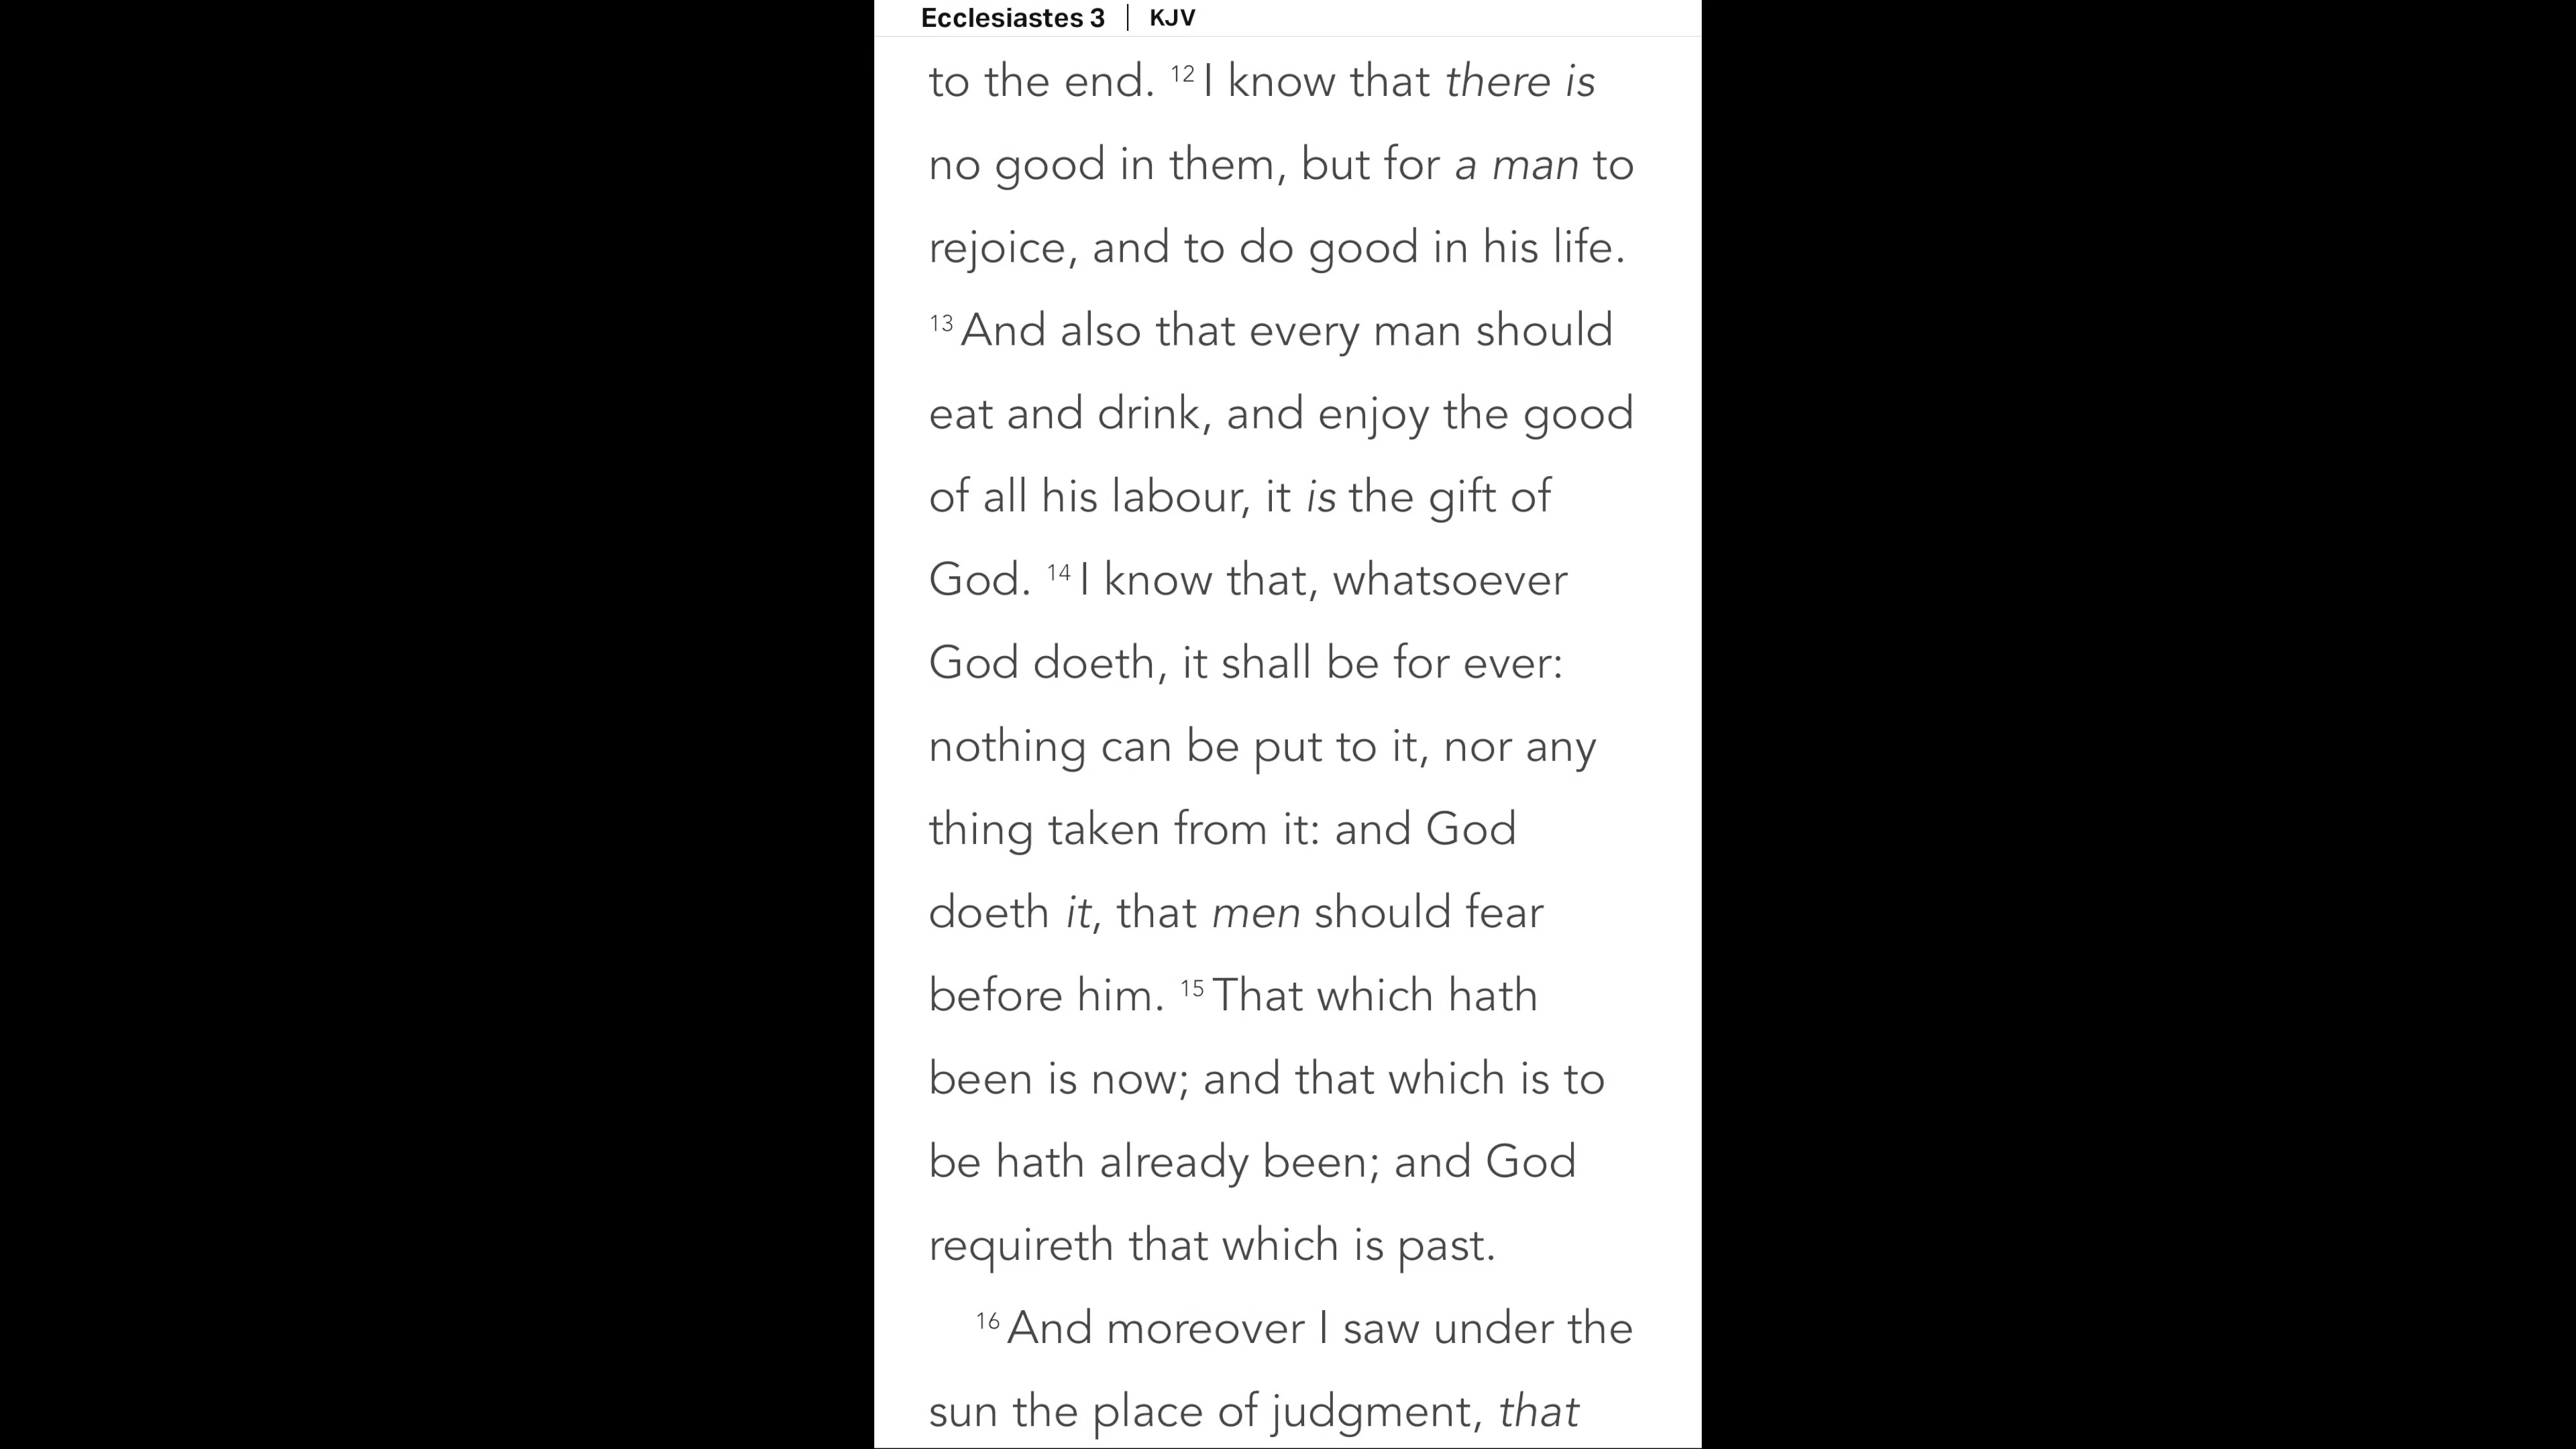 Ecclesiastes 3 | KJV
to the end. 12 I know that there is
no good in them, but for a man to
rejoice, and to do good in his life.
13 And also that every man should
eat and drink, and enjoy the good
of all his labour, it is the gift of
God. 14 I know that, whatsoever
God doeth, it shall be for ever:
nothing can be put to it, nor any
thing taken from it: and God
doeth it, that men should fear
before him. 15 That which hath
been is now; and that which is to
be hath already been; and God
requireth that which is past.
16 And moreover I saw under the
sun the place of judgment, that